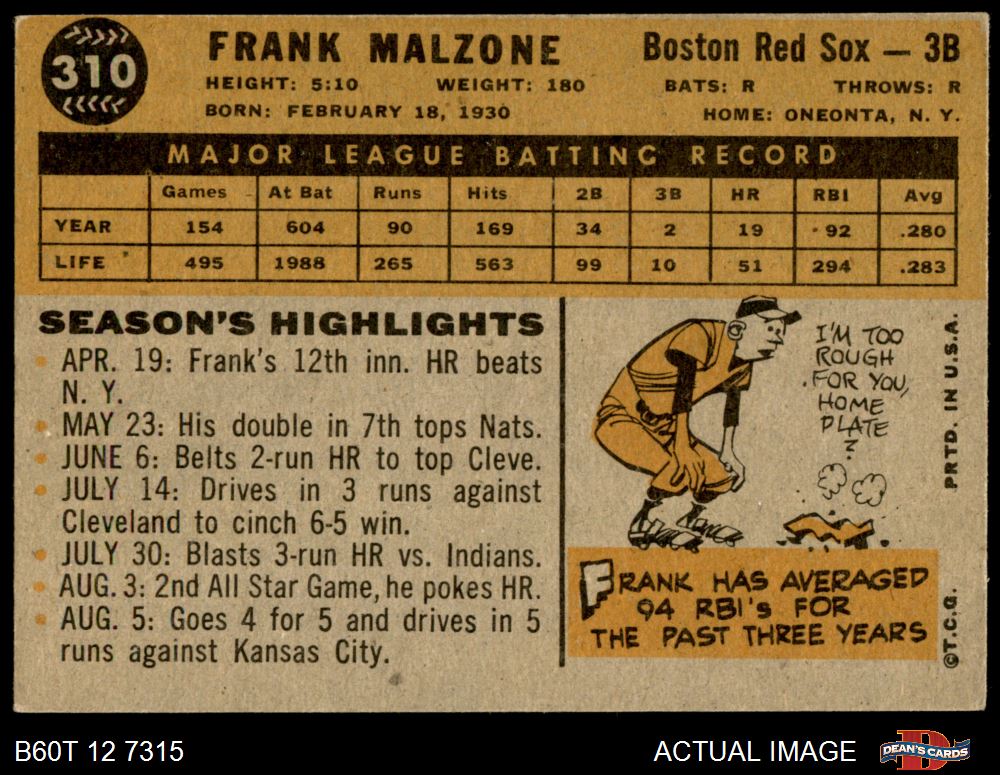 310
FRANK MALZONE
Boston Red Sox — 3B
HEIGHT: 5:10 WEIGHT: 180 BATS: R THROWS: R
BORN: FEBRUARY 18, 1930 HOME: ONEONTA, N. Y.
MAJOR LEAGUE BATTING RECORD
Games At Bat Runs Hits 2B 3B HR RBI Avg
YEAR 154 604 90 169 34 2 19 92 .280
LIFE 495 1988 265 563 99 10 51 294 .283
SEASON'S HIGHLIGHTS
APR. 19: Frank's 12th inn. HR beats
N. Y.
MAY 23: His double in 7th tops Nats.
JUNE 6: Belts 2-run HR to top Cleve.
JULY 14: Drives in 3 runs against
Cleveland to cinch 6-5 win.
JULY 30: Blasts 3-run HR vs. Indians.
AUG. 3: 2nd All Star Game, he pokes HR.
AUG. 5: Goes 4 for 5 and drives in 5
runs against Kansas City.
I'M TOO
ROUGH
FOR YOU,
HOME
PLATE
?
FRANK HAS AVERAGED
94 RBI's FOR
THE PAST THREE YEARS
©T.C.G. PRTD. IN U.S.A.
B60T 12 7315
ACTUAL IMAGE
DEAN'S CARDS